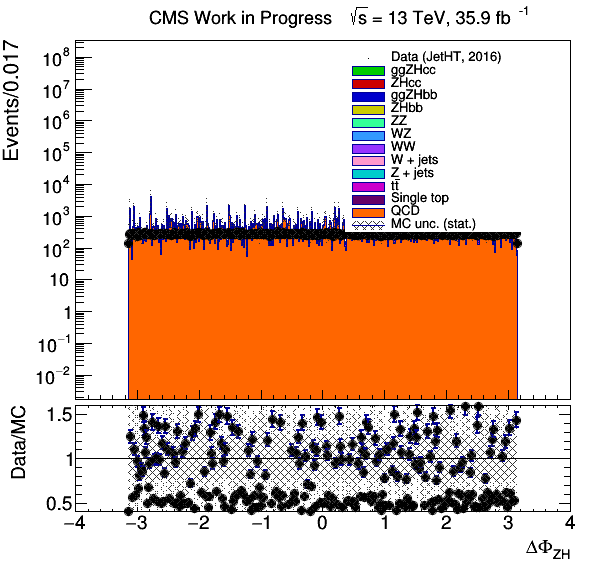 CMS Work in Progress √s = 13 TeV, 35.9 fb⁻¹
Events/0.017
10⁸
10⁷
10⁶
10⁵
10⁴
10³
10²
10
1
10⁻¹
10⁻²
Data (JetHT, 2016)
ggZHcc
ZHcc
ggZHbb
ZHbb
ZZ
WZ
WW
W + jets
Z + jets
tt̄
Single top
QCD
MC unc. (stat.)
Data/MC
1.5
1
0.5
−4 −3 −2 −1 0 1 2 3 4
ΔΦ_ZH